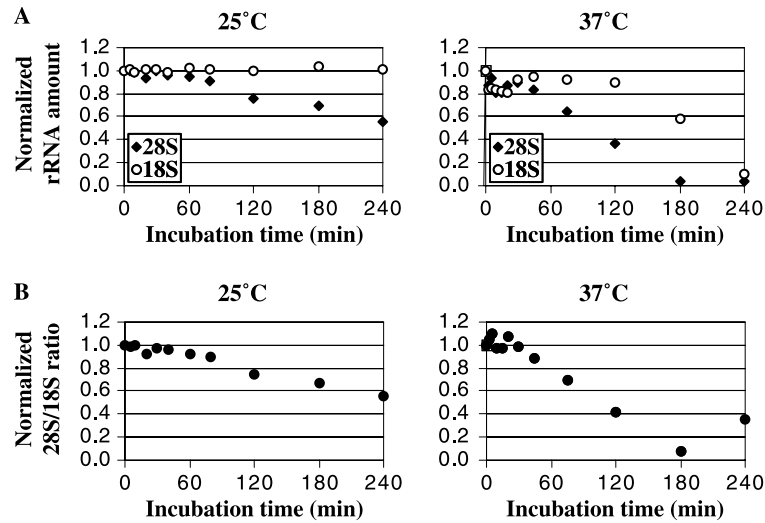 A
25˚C
37˚C
Normalized
rRNA amount
1.2
1.0
0.8
0.6
0.4
0.2
0.0
28S
18S
0 60 120 180 240
Incubation time (min)
1.2
1.0
0.8
0.6
0.4
0.2
0.0
28S
18S
0 60 120 180 240
Incubation time (min)
B
25˚C
37˚C
Normalized
28S/18S ratio
1.2
1.0
0.8
0.6
0.4
0.2
0.0
0 60 120 180 240
Incubation time (min)
1.2
1.0
0.8
0.6
0.4
0.2
0.0
0 60 120 180 240
Incubation time (min)